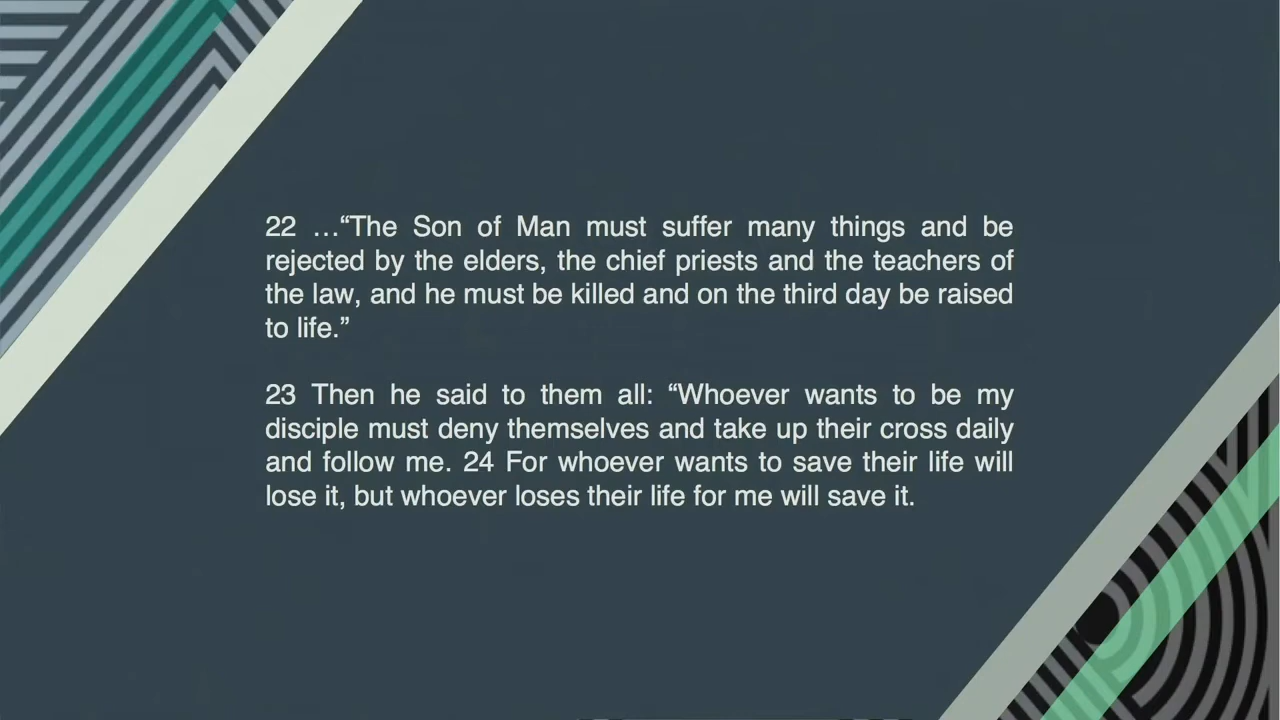 22 …“The Son of Man must suffer many things and be
rejected by the elders, the chief priests and the teachers of
the law, and he must be killed and on the third day be raised
to life.”
23 Then he said to them all: “Whoever wants to be my
disciple must deny themselves and take up their cross daily
and follow me. 24 For whoever wants to save their life will
lose it, but whoever loses their life for me will save it.